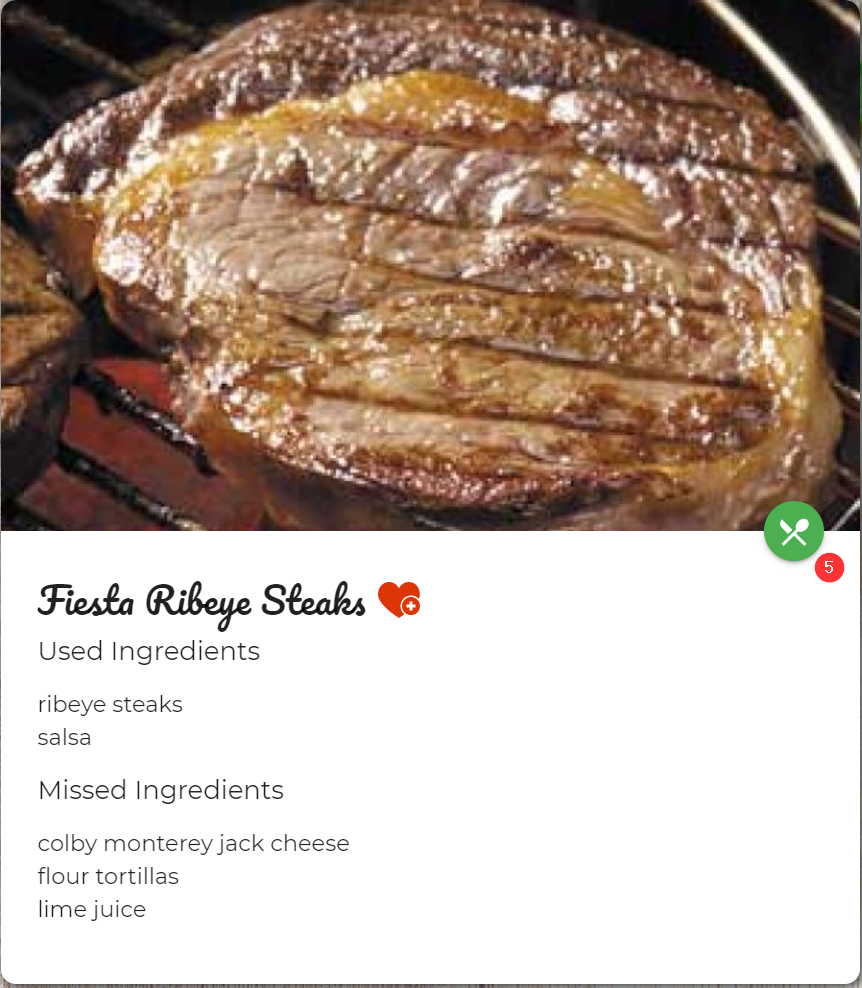 5
Fiesta Ribeye Steaks
Used Ingredients
ribeye steaks
salsa
Missed Ingredients
colby monterey jack cheese
flour tortillas
lime juice